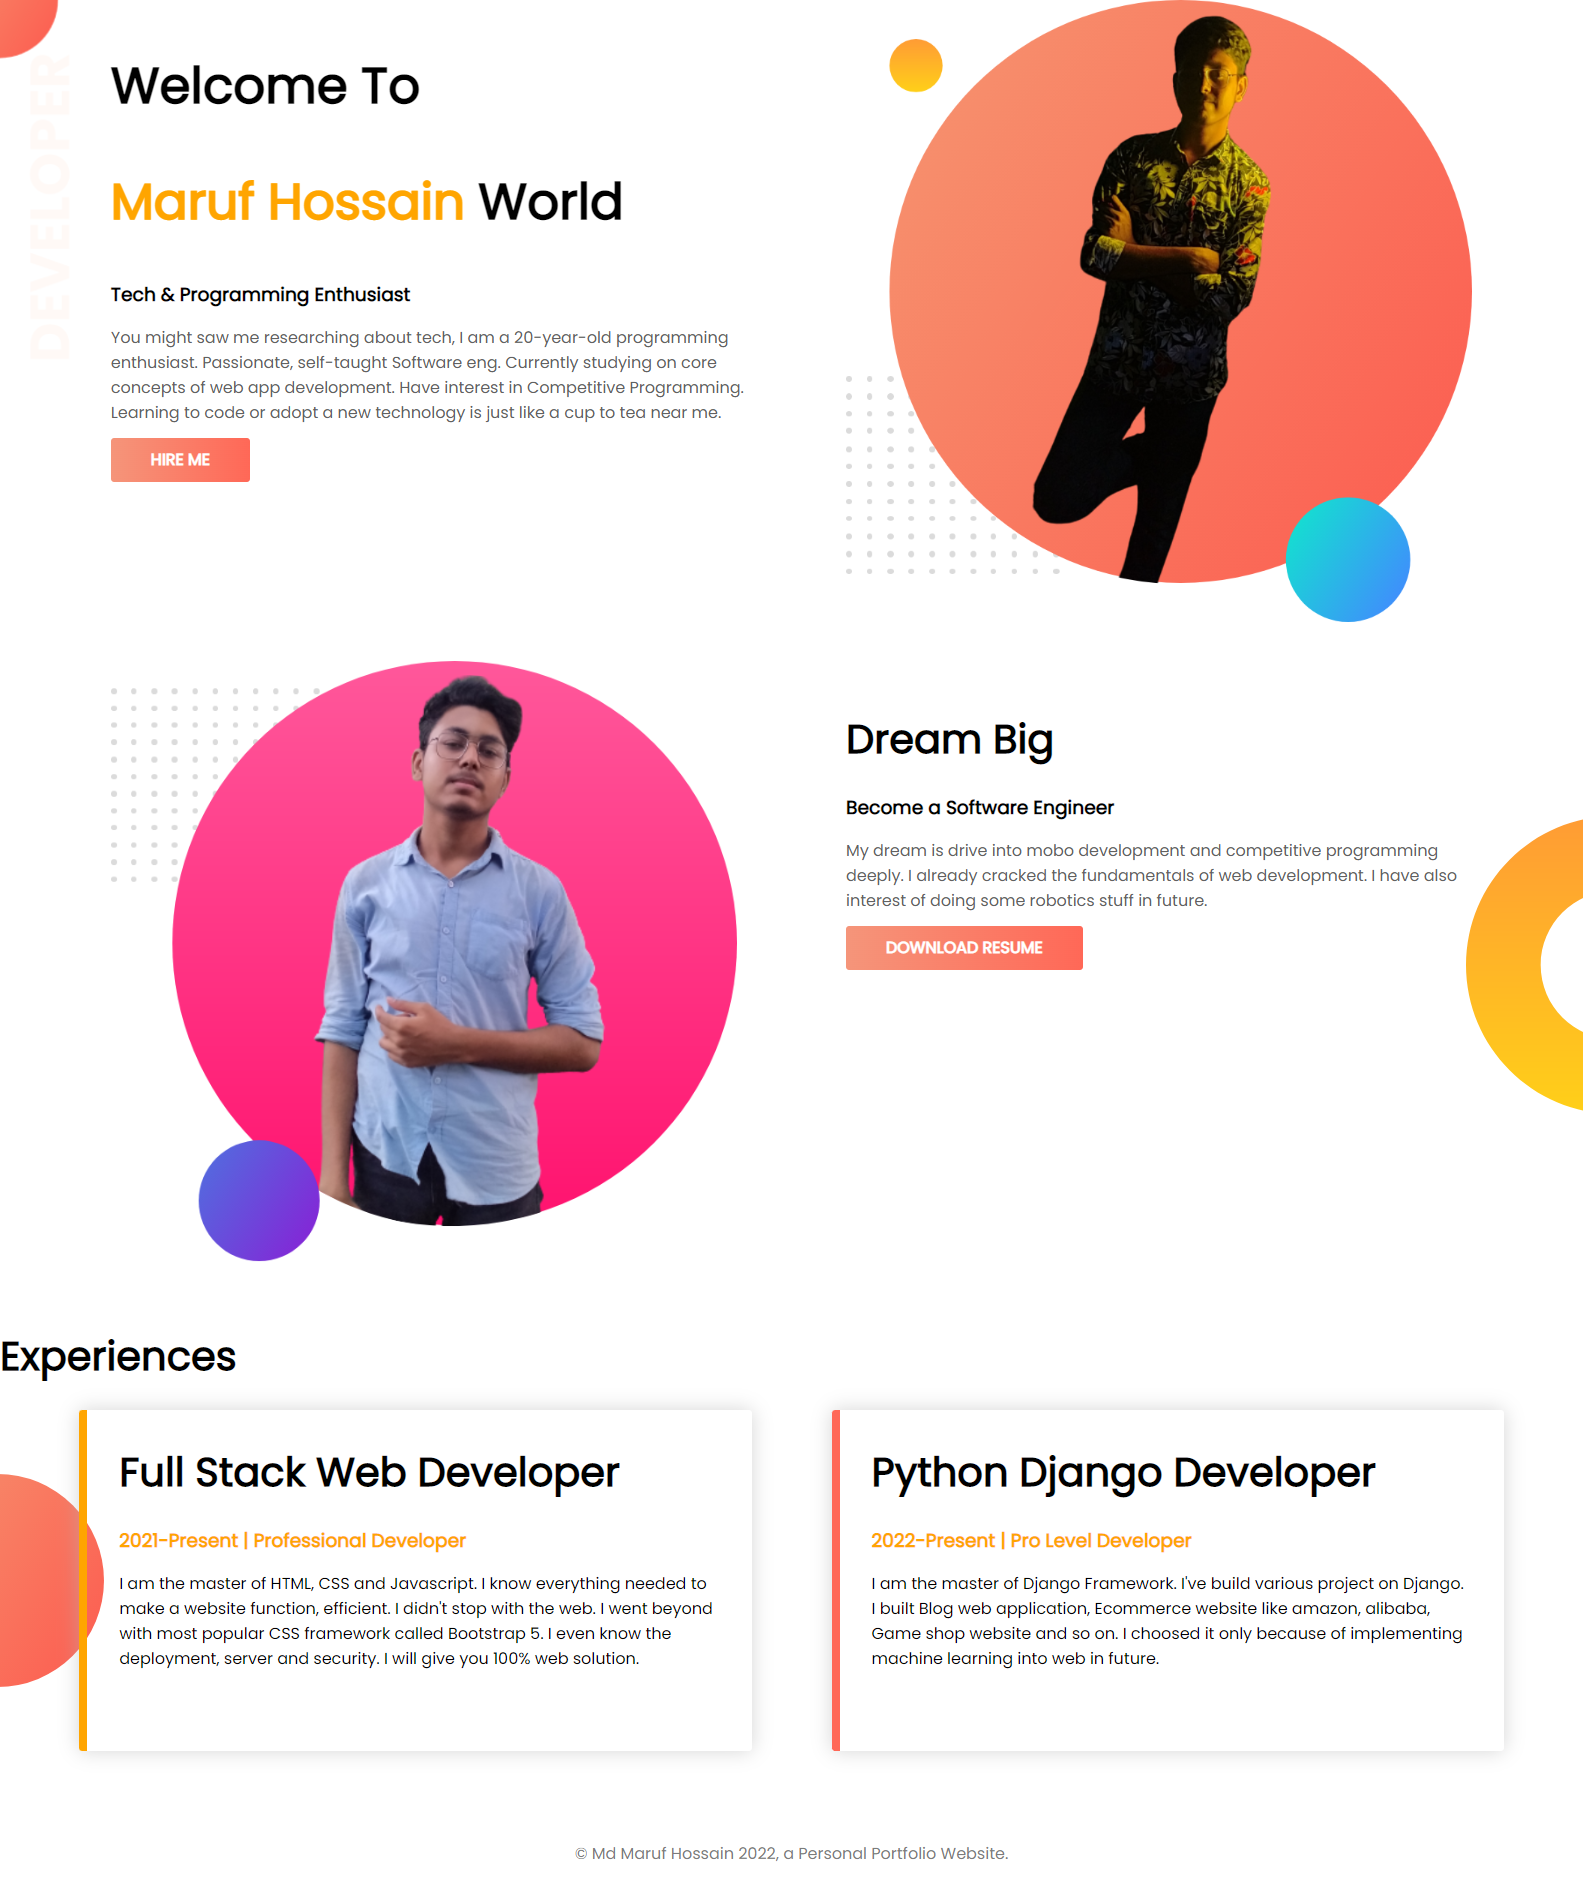 DEVELOPER
Welcome To
Maruf Hossain World
Tech & Programming Enthusiast
You might saw me researching about tech, I am a 20-year-old programming
enthusiast. Passionate, self-taught Software eng. Currently studying on core
concepts of web app development. Have interest in Competitive Programming.
Learning to code or adopt a new technology is just like a cup to tea near me.
HIRE ME
Dream Big
Become a Software Engineer
My dream is drive into mobo development and competitive programming
deeply. I already cracked the fundamentals of web development. I have also
interest of doing some robotics stuff in future.
DOWNLOAD RESUME
Experiences
Full Stack Web Developer
2021-Present | Professional Developer
I am the master of HTML, CSS and Javascript. I know everything needed to
make a website function, efficient. I didn't stop with the web. I went beyond
with most popular CSS framework called Bootstrap 5. I even know the
deployment, server and security. I will give you 100% web solution.
Python Django Developer
2022-Present | Pro Level Developer
I am the master of Django Framework. I've build various project on Django.
I built Blog web application, Ecommerce website like amazon, alibaba,
Game shop website and so on. I choosed it only because of implementing
machine learning into web in future.
© Md Maruf Hossain 2022, a Personal Portfolio Website.